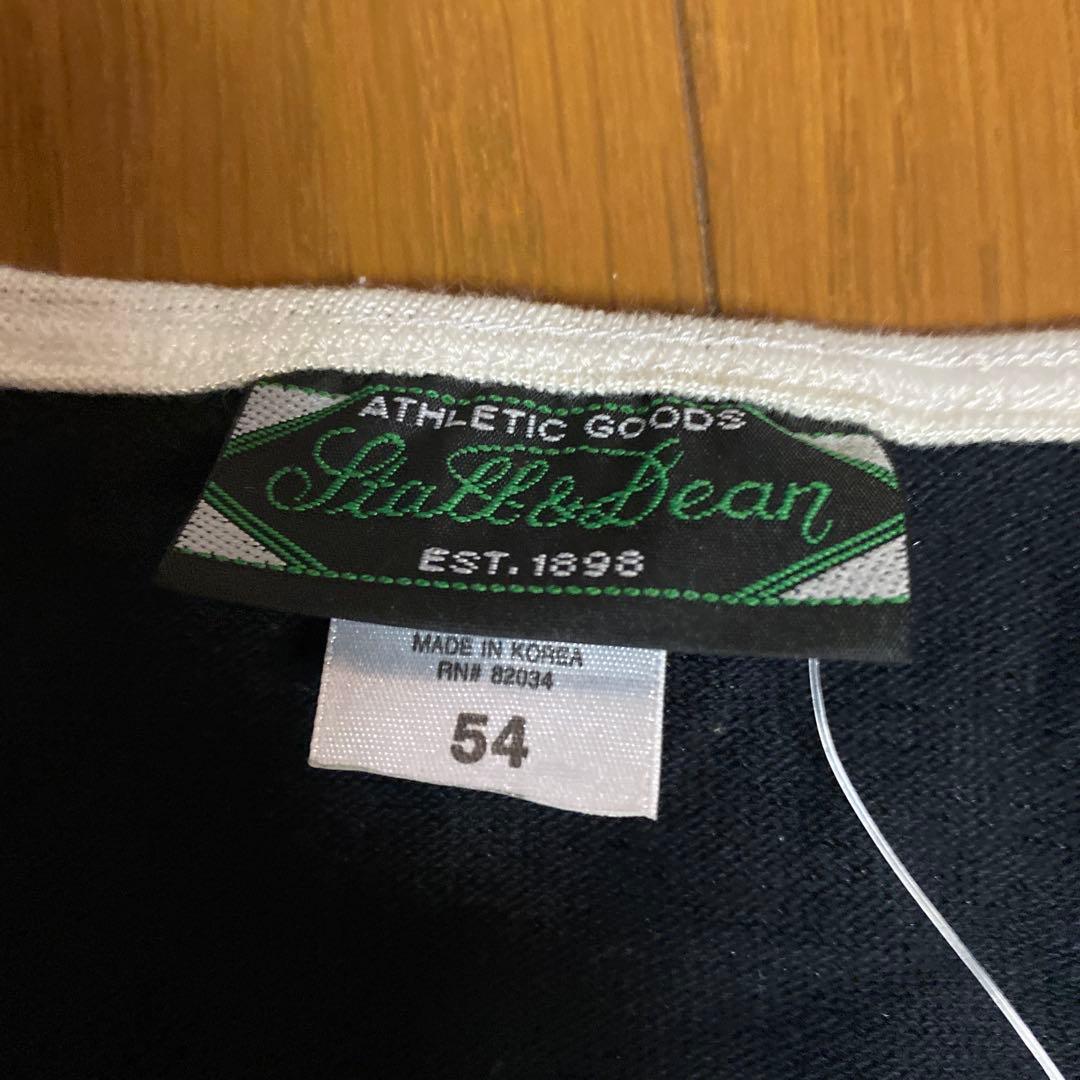 ATHLETIC GOODS
Stall & Dean
EST. 1898
MADE IN KOREA
RN# 82034
54